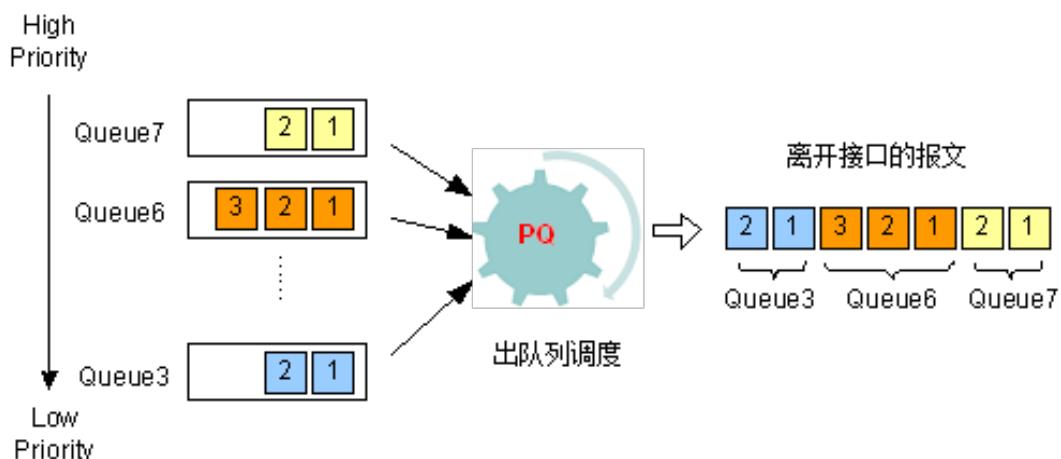 High
Priority
Queue7
2 1
Queue6
3 2 1
Queue3
2 1
Low
Priority
PQ
出队列调度
离开接口的报文
2 1 3 2 1 2 1
Queue3 Queue6 Queue7